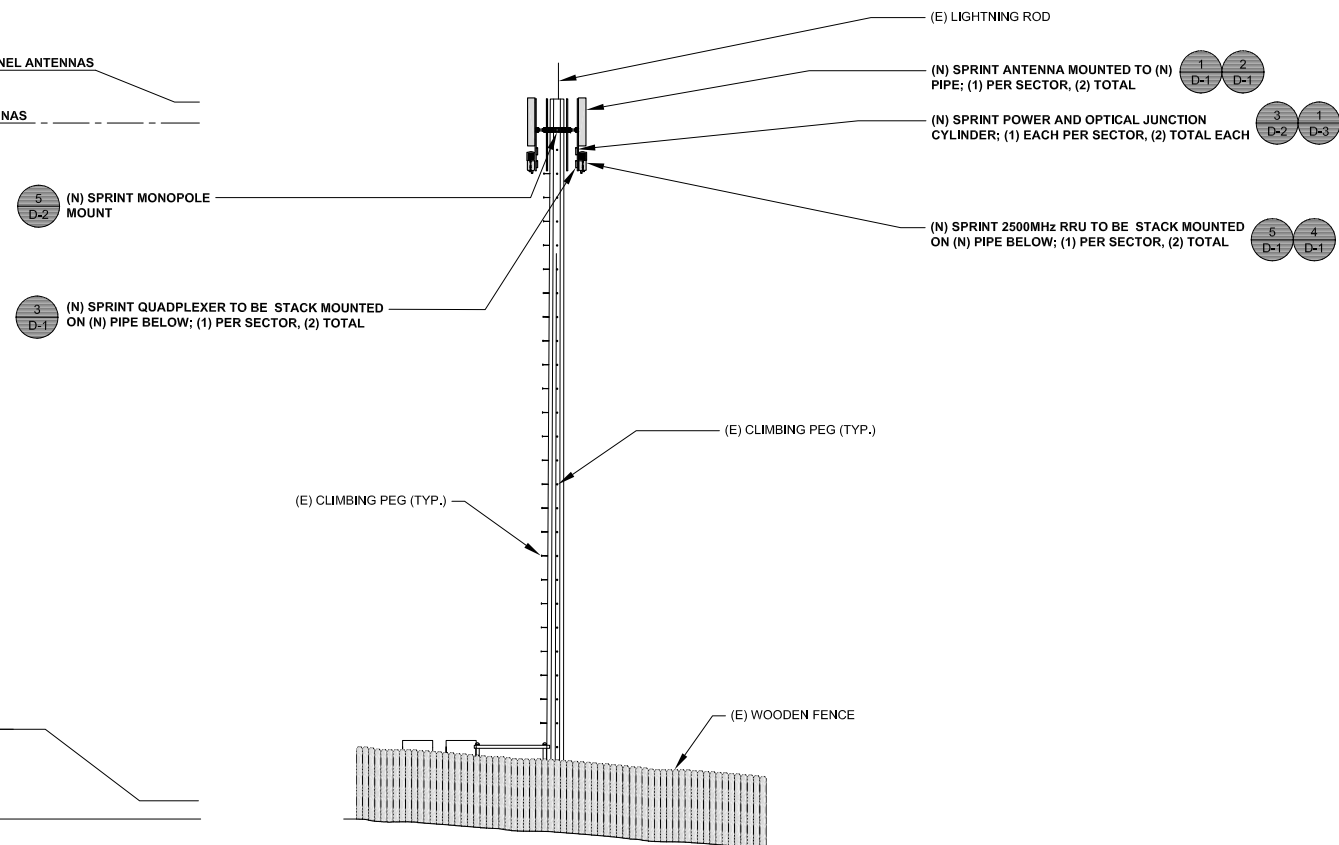 (E) LIGHTNING ROD
NEL ANTENNAS
(N) SPRINT ANTENNA MOUNTED TO (N)
PIPE; (1) PER SECTOR, (2) TOTAL
1
D-1
2
D-1
NAS
(N) SPRINT POWER AND OPTICAL JUNCTION
CYLINDER; (1) EACH PER SECTOR, (2) TOTAL EACH
3
D-2
1
D-3
5
D-2
(N) SPRINT MONOPOLE
MOUNT
(N) SPRINT 2500MHz RRU TO BE STACK MOUNTED
ON (N) PIPE BELOW; (1) PER SECTOR, (2) TOTAL
5
D-1
4
D-1
3
D-1
(N) SPRINT QUADPLEXER TO BE STACK MOUNTED
ON (N) PIPE BELOW; (1) PER SECTOR, (2) TOTAL
(E) CLIMBING PEG (TYP.)
(E) CLIMBING PEG (TYP.)
(E) WOODEN FENCE